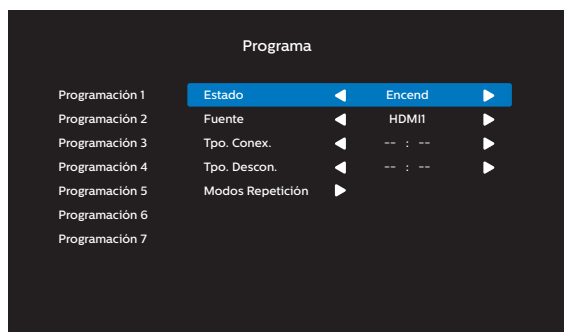 Programa
Programación 1 Estado Encend
Programación 2 Fuente HDMI1
Programación 3 Tpo. Conex. -- : --
Programación 4 Tpo. Descon. -- : --
Programación 5 Modos Repetición
Programación 6
Programación 7